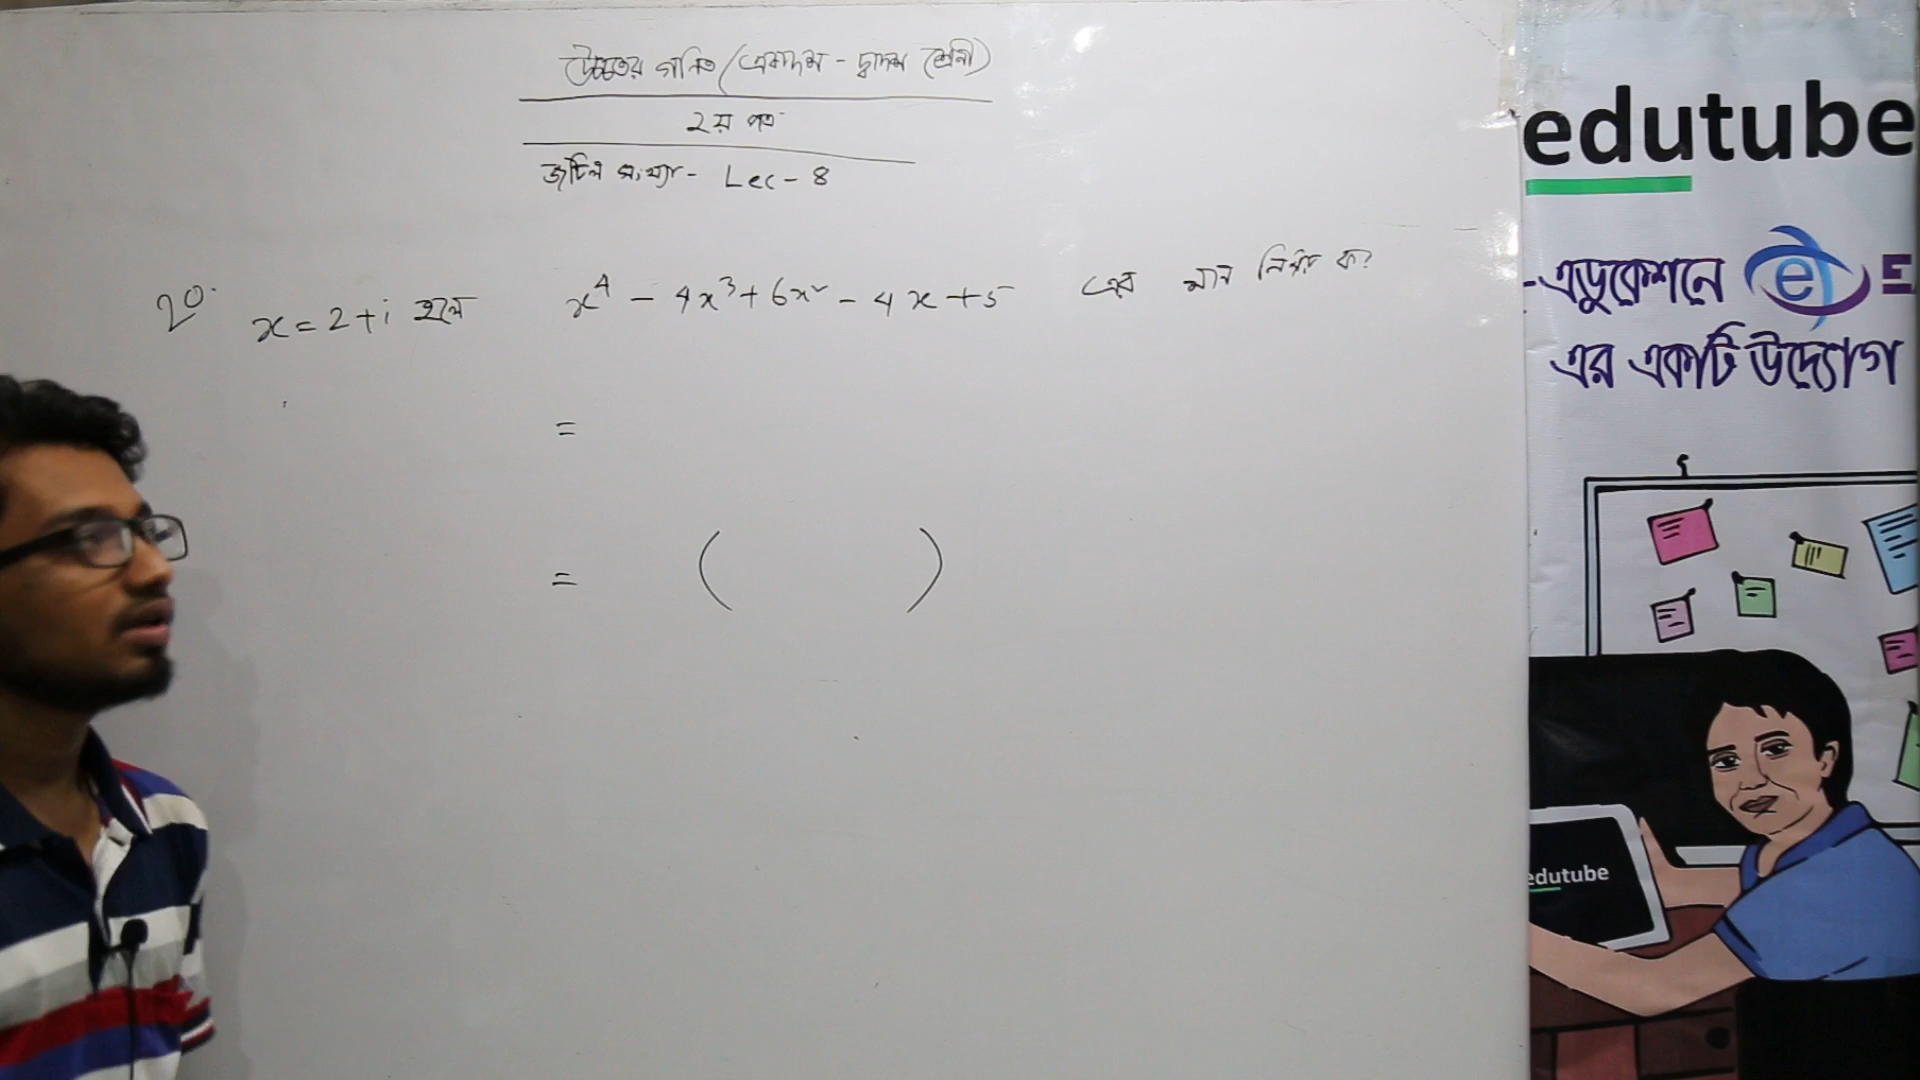 উচ্চতর গনিত (একাদশ - দ্বাদশ শ্রেনী)
২য় পত্র
জটিল সংখ্যা - Lec - 8
20. x = 2 + i হলে x⁴ - 4x³ + 6x² - 4x + 5 এর মান নির্ণয় কর?
=
= ( )
edutube
-এডুকেশনে e E
এর একটি উদ্যোগ
edutube